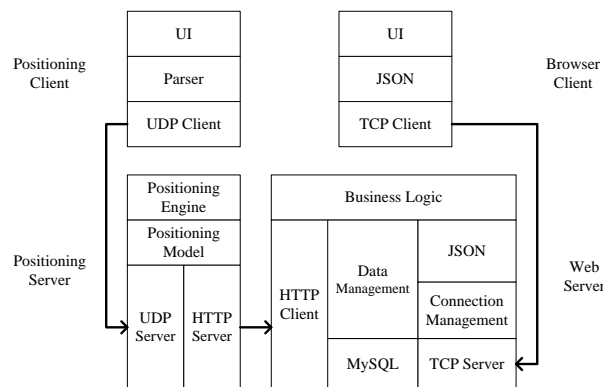 UI
UI
Positioning
Client
Parser
JSON
Browser
Client
UDP Client
TCP Client
Positioning
Engine
Business Logic
Positioning
Model
Positioning
Server
UDP
Server
HTTP
Server
HTTP
Client
Data
Management
JSON
Connection
Management
Web
Server
MySQL
TCP Server